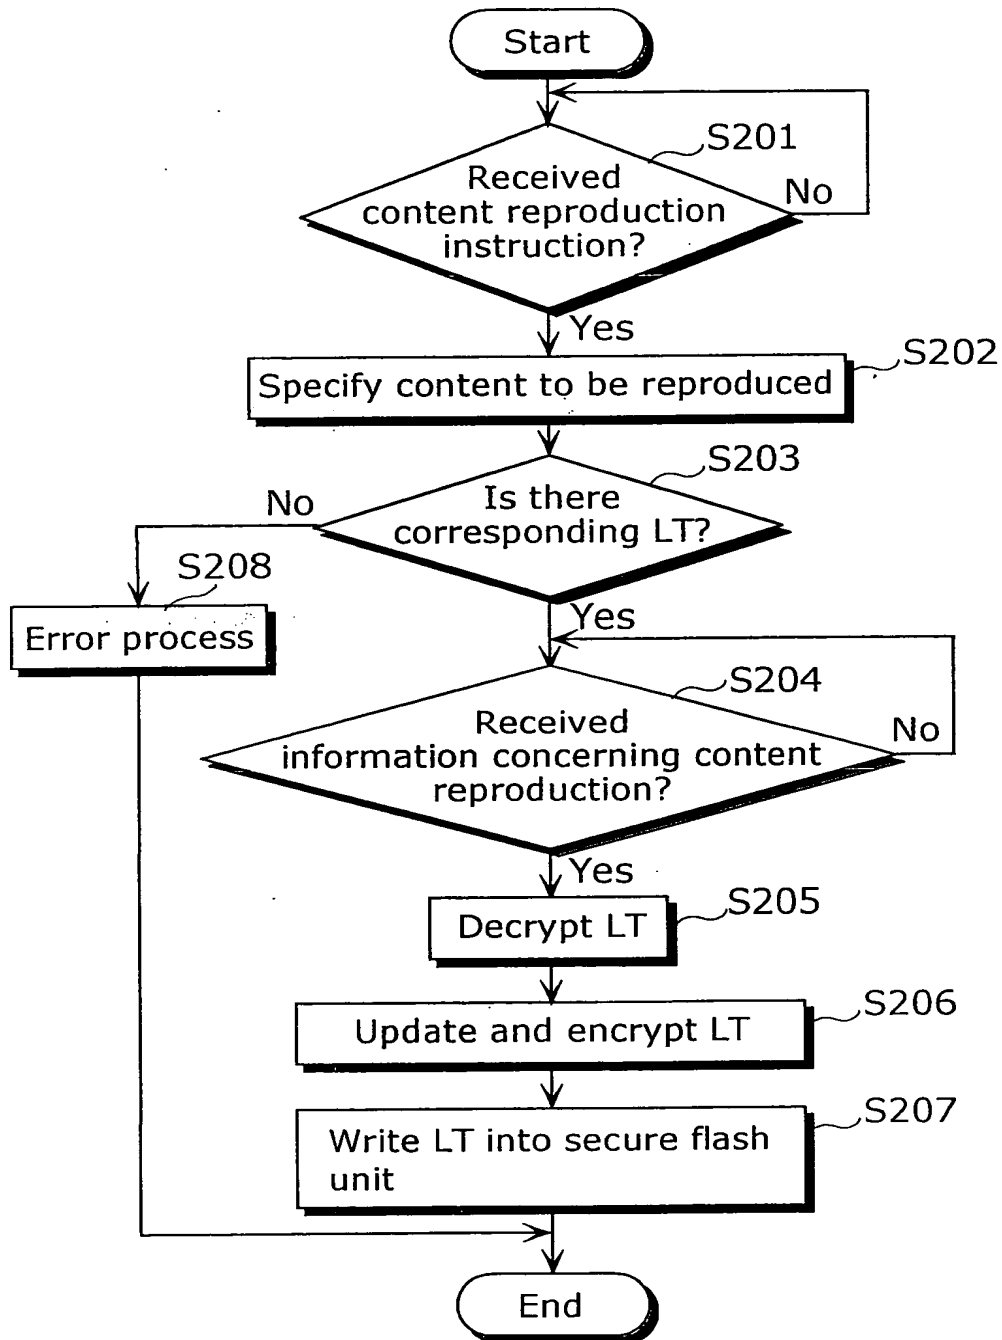 Start
S201
Received
content reproduction
instruction?
No
Yes
S202
Specify content to be reproduced
S203
Is there
corresponding LT?
No
S208
Error process
Yes
S204
Received
information concerning content
reproduction?
No
Yes
S205
Decrypt LT
S206
Update and encrypt LT
S207
Write LT into secure flash
unit
End